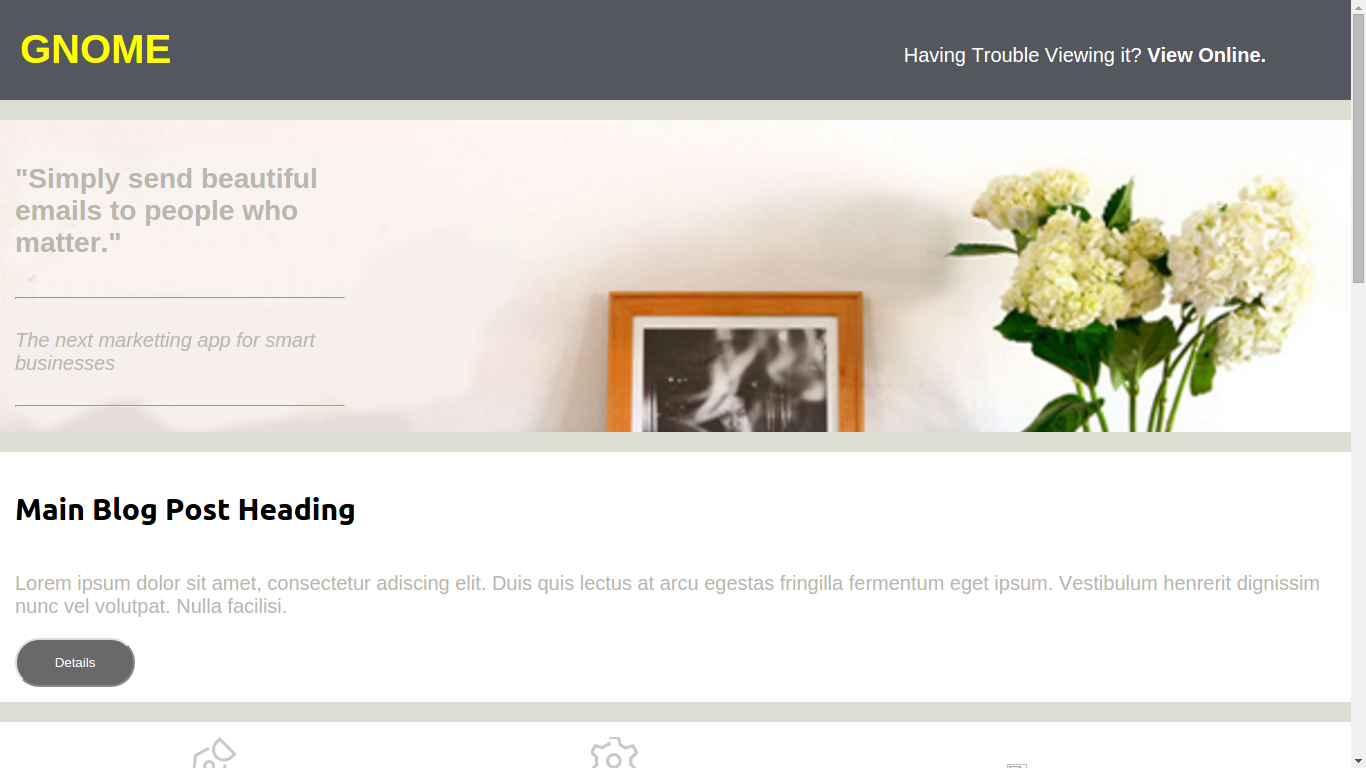 GNOME
Having Trouble Viewing it? View Online.
"Simply send beautiful
emails to people who
matter."
The next marketting app for smart
businesses
Main Blog Post Heading
Lorem ipsum dolor sit amet, consectetur adiscing elit. Duis quis lectus at arcu egestas fringilla fermentum eget ipsum. Vestibulum henrerit dignissim
nunc vel volutpat. Nulla facilisi.
Details